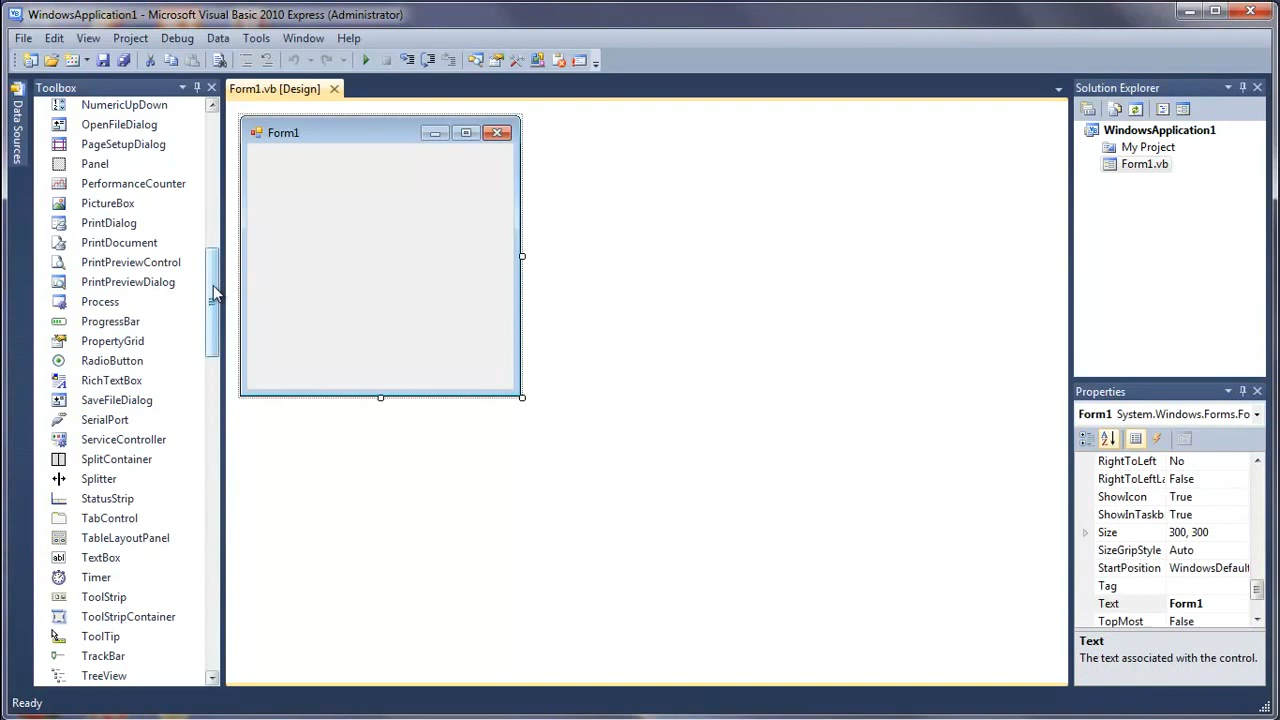 WindowsApplication1 - Microsoft Visual Basic 2010 Express (Administrator)
File Edit View Project Debug Data Tools Window Help
Data Sources
Toolbox
NumericUpDown
OpenFileDialog
PageSetupDialog
Panel
PerformanceCounter
PictureBox
PrintDialog
PrintDocument
PrintPreviewControl
PrintPreviewDialog
Process
ProgressBar
PropertyGrid
RadioButton
RichTextBox
SaveFileDialog
SerialPort
ServiceController
SplitContainer
Splitter
StatusStrip
TabControl
TableLayoutPanel
TextBox
Timer
ToolStrip
ToolStripContainer
ToolTip
TrackBar
TreeView
Form1.vb [Design]
Form1
Solution Explorer
WindowsApplication1
My Project
Form1.vb
Properties
Form1 System.Windows.Forms.Fo
RightToLeft No
RightToLeftLa False
ShowIcon True
ShowInTaskb True
Size 300, 300
SizeGripStyle Auto
StartPosition WindowsDefault
Tag
Text Form1
TopMost False
Text
The text associated with the control.
Ready